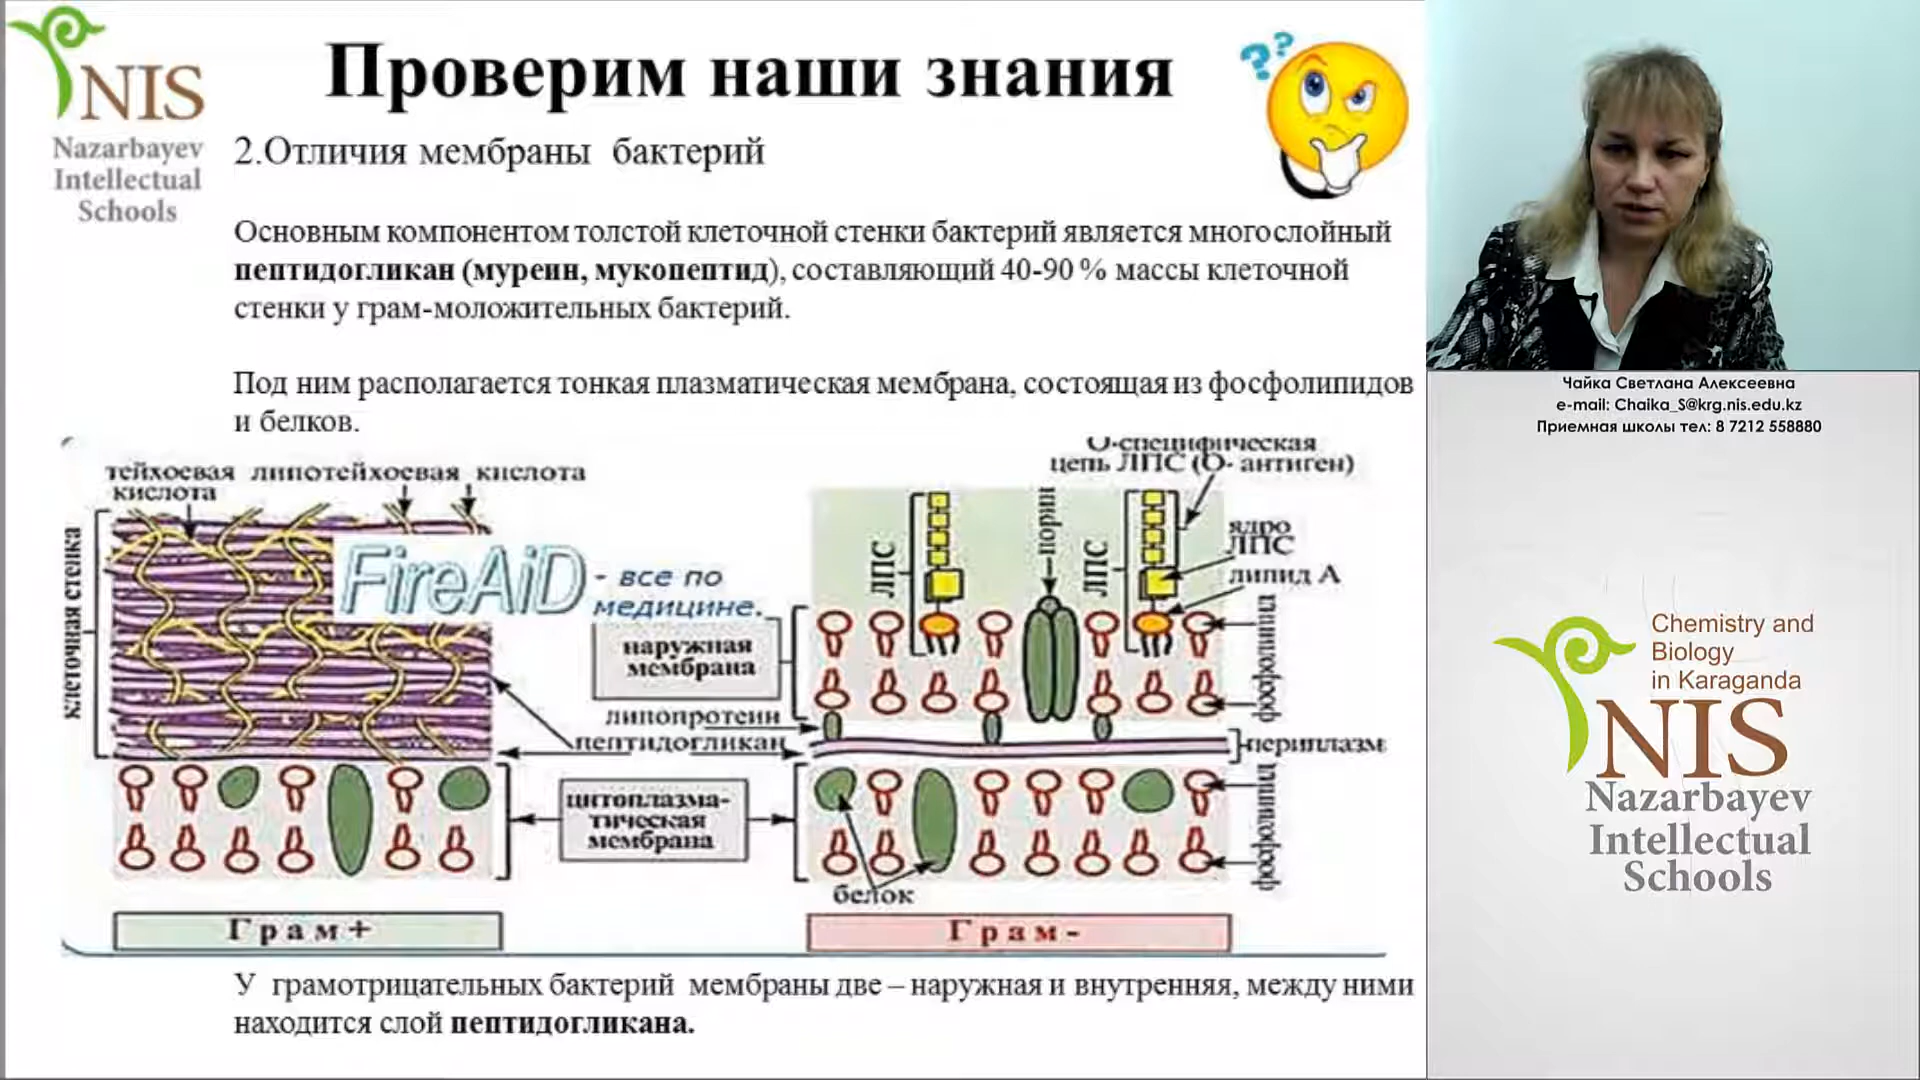 NIS
Nazarbayev
Intellectual
Schools
Проверим наши знания
??
2.Отличия мембраны бактерий
Основным компонентом толстой клеточной стенки бактерий является многослойный
пептидогликан (муреин, мукопептид), составляющий 40-90 % массы клеточной
стенки у грам-моложительных бактерий.
Под ним располагается тонкая плазматическая мембрана, состоящая из фосфолипидов
и белков.
тейхоевая липотейхоевая кислота
кислота
клеточная стенка
FireAiD - все по
медицине.
О-специфическая
цепь ЛПС (О- антиген)
ЛПС
порин
ЛПС
ядро
ЛПС
липид А
наружная
мембрана
фосфолипид
липопротеин
пептидогликан
периплазм
цитоплазма-
тическая
мембрана
фосфолипид
белок
Грам+
Грам-
У грамотрицательных бактерий мембраны две – наружная и внутренняя, между ними
находится слой пептидогликана.
Чайка Светлана Алексеевна
e-mail: Chaika_S@krg.nis.edu.kz
Приемная школы тел: 8 7212 558880
Chemistry and
Biology
in Karaganda
NIS
Nazarbayev
Intellectual
Schools